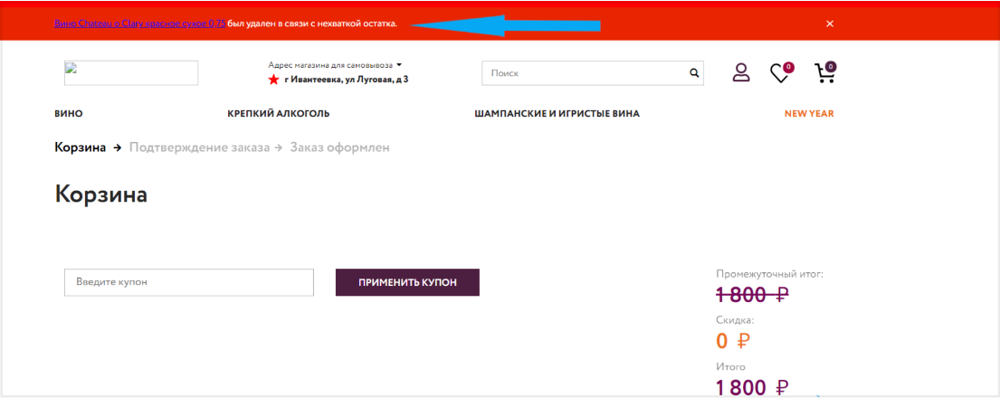 Вино Chateau o Clary красное сухое 0,75 был удален в связи с нехваткой остатка.
Адрес магазина для самовывоза
г Ивантеевка, ул Луговая, д 3
Поиск
0
0
ВИНО
КРЕПКИЙ АЛКОГОЛЬ
ШАМПАНСКИЕ И ИГРИСТЫЕ ВИНА
NEW YEAR
Корзина → Подтверждение заказа → Заказ оформлен
Корзина
Введите купон
ПРИМЕНИТЬ КУПОН
Промежуточный итог:
1 800 ₽
Скидка:
0 ₽
Итого
1 800 ₽